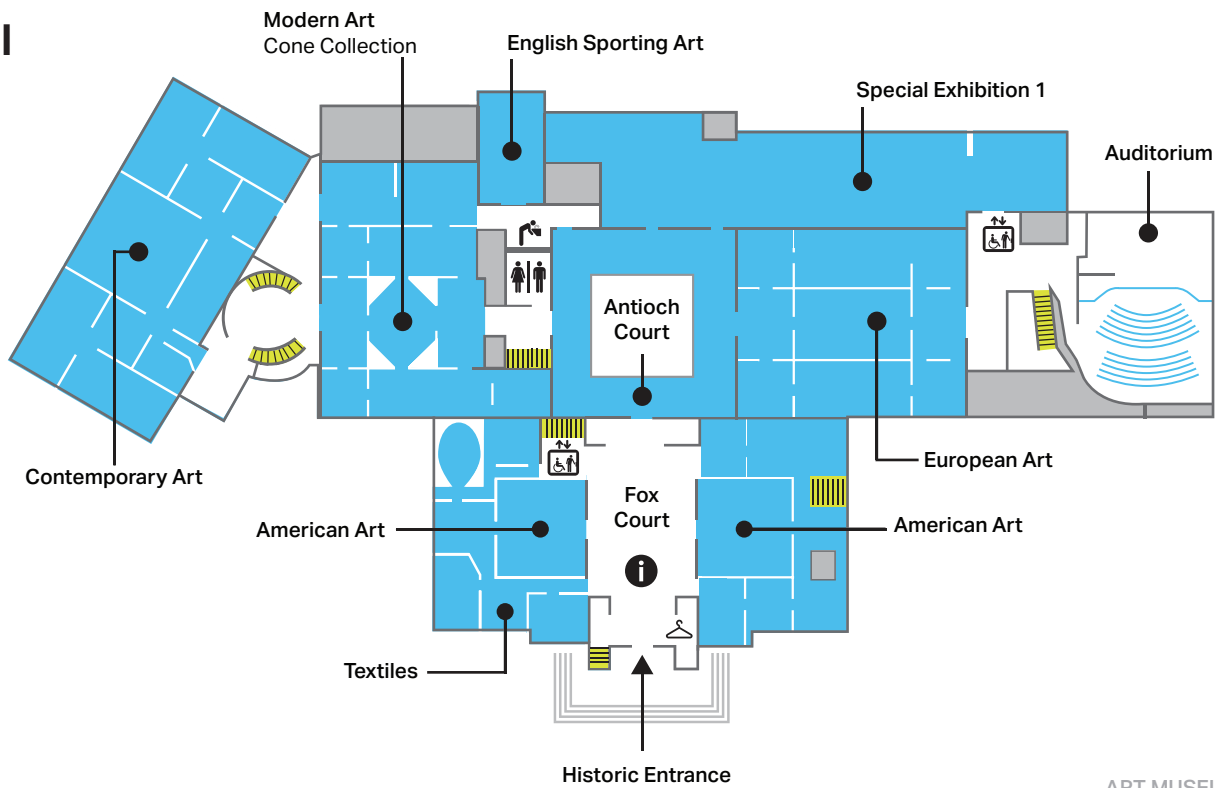 Modern Art
Cone Collection
English Sporting Art
Special Exhibition 1
Auditorium
Antioch
Court
Contemporary Art
European Art
Fox
Court
American Art
American Art
i
Textiles
Historic Entrance